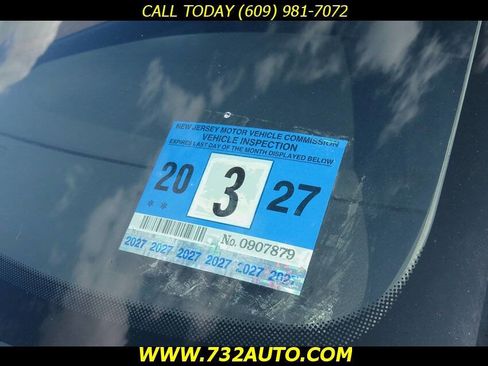 CALL TODAY (609) 981-7072
NEW JERSEY MOTOR VEHICLE COMMISSION
VEHICLE INSPECTION
EXPIRES LAST DAY OF THE MONTH DISPLAYED BELOW
20 3 27
**
No. 0907879
2027 2027 2027 2027 2027 2027
WWW.732AUTO.COM